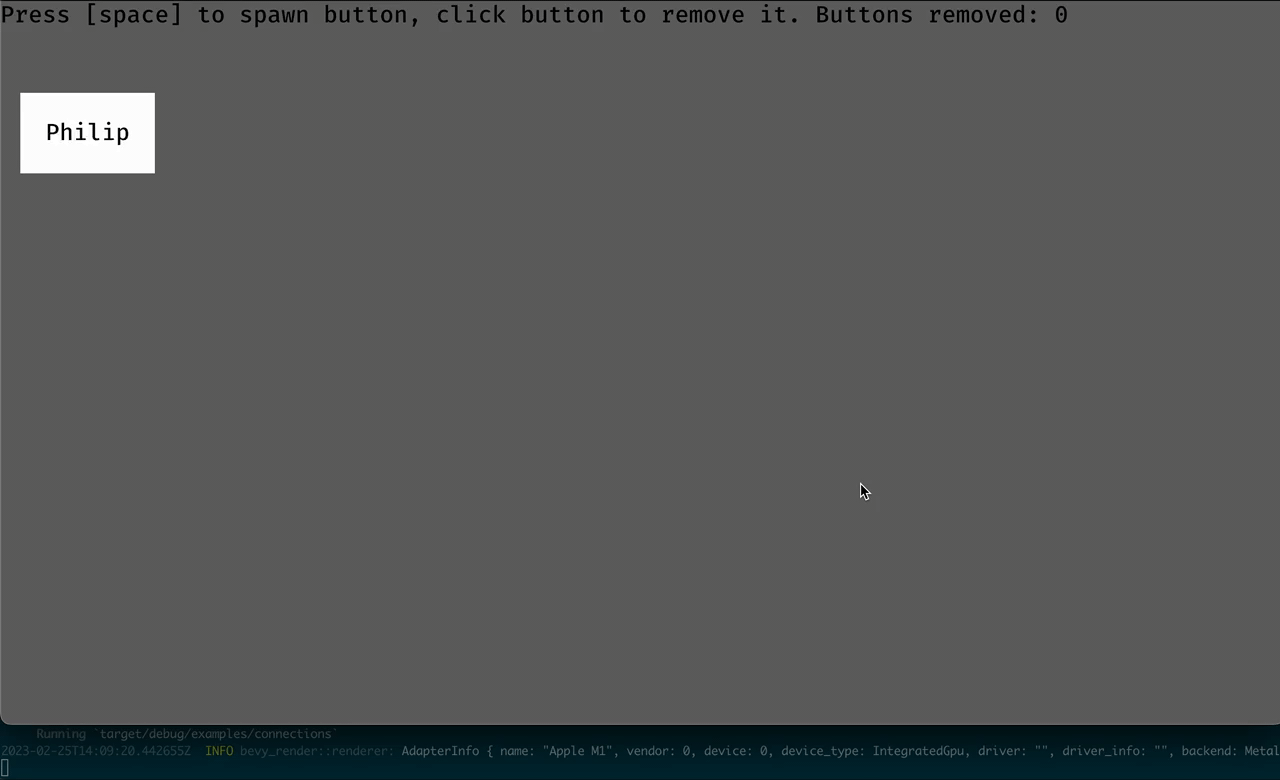 Press [space] to spawn button, click button to remove it. Buttons removed: 0
Philip
Running `target/debug/examples/connections`
2023-02-25T14:09:20.442655Z  INFO bevy_render::renderer: AdapterInfo { name: "Apple M1", vendor: 0, device: 0, device_type: IntegratedGpu, driver: "", driver_info: "", backend: Metal